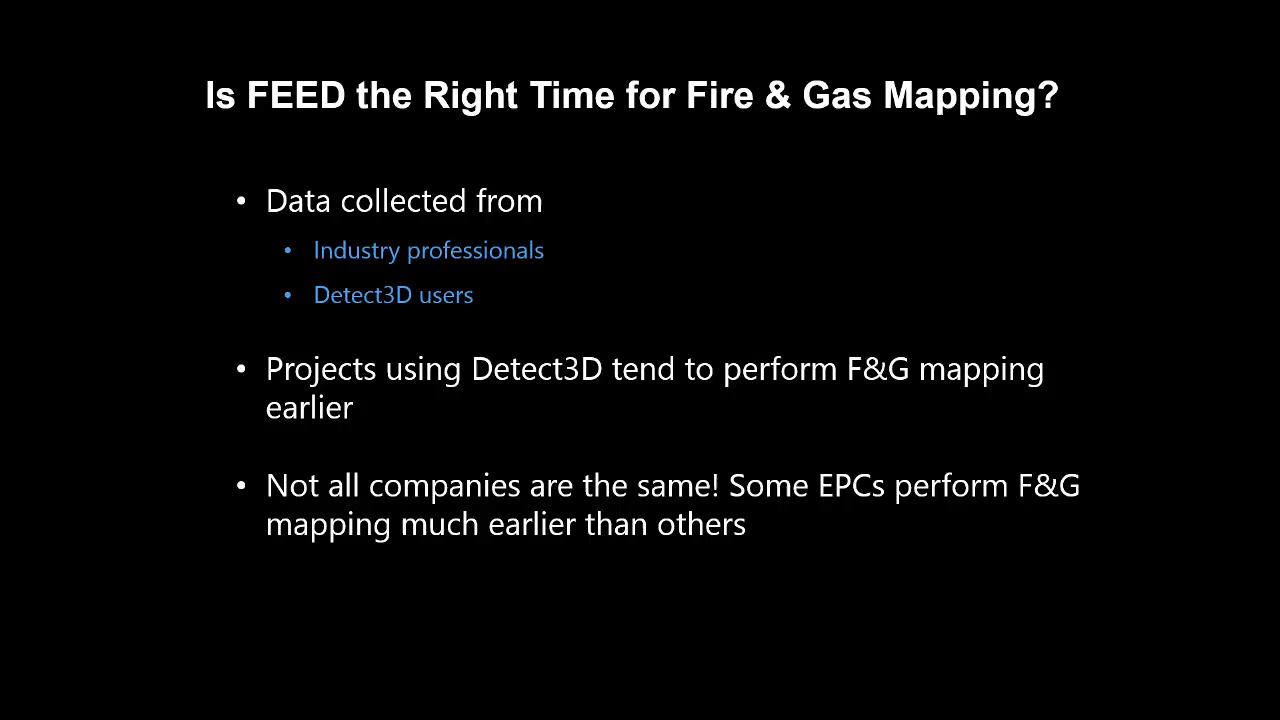 Is FEED the Right Time for Fire & Gas Mapping?
• Data collected from
• Industry professionals
• Detect3D users
• Projects using Detect3D tend to perform F&G mapping
earlier
• Not all companies are the same! Some EPCs perform F&G
mapping much earlier than others